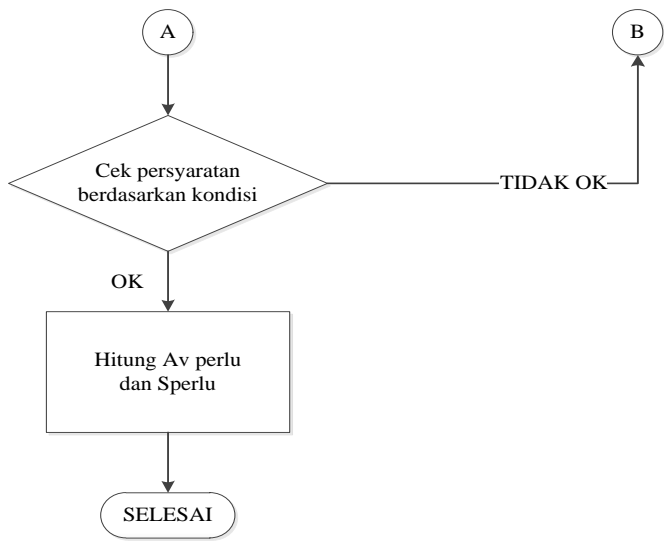 A
B
Cek persyaratan
berdasarkan kondisi
TIDAK OK
OK
Hitung Av perlu
dan Sperlu
SELESAI